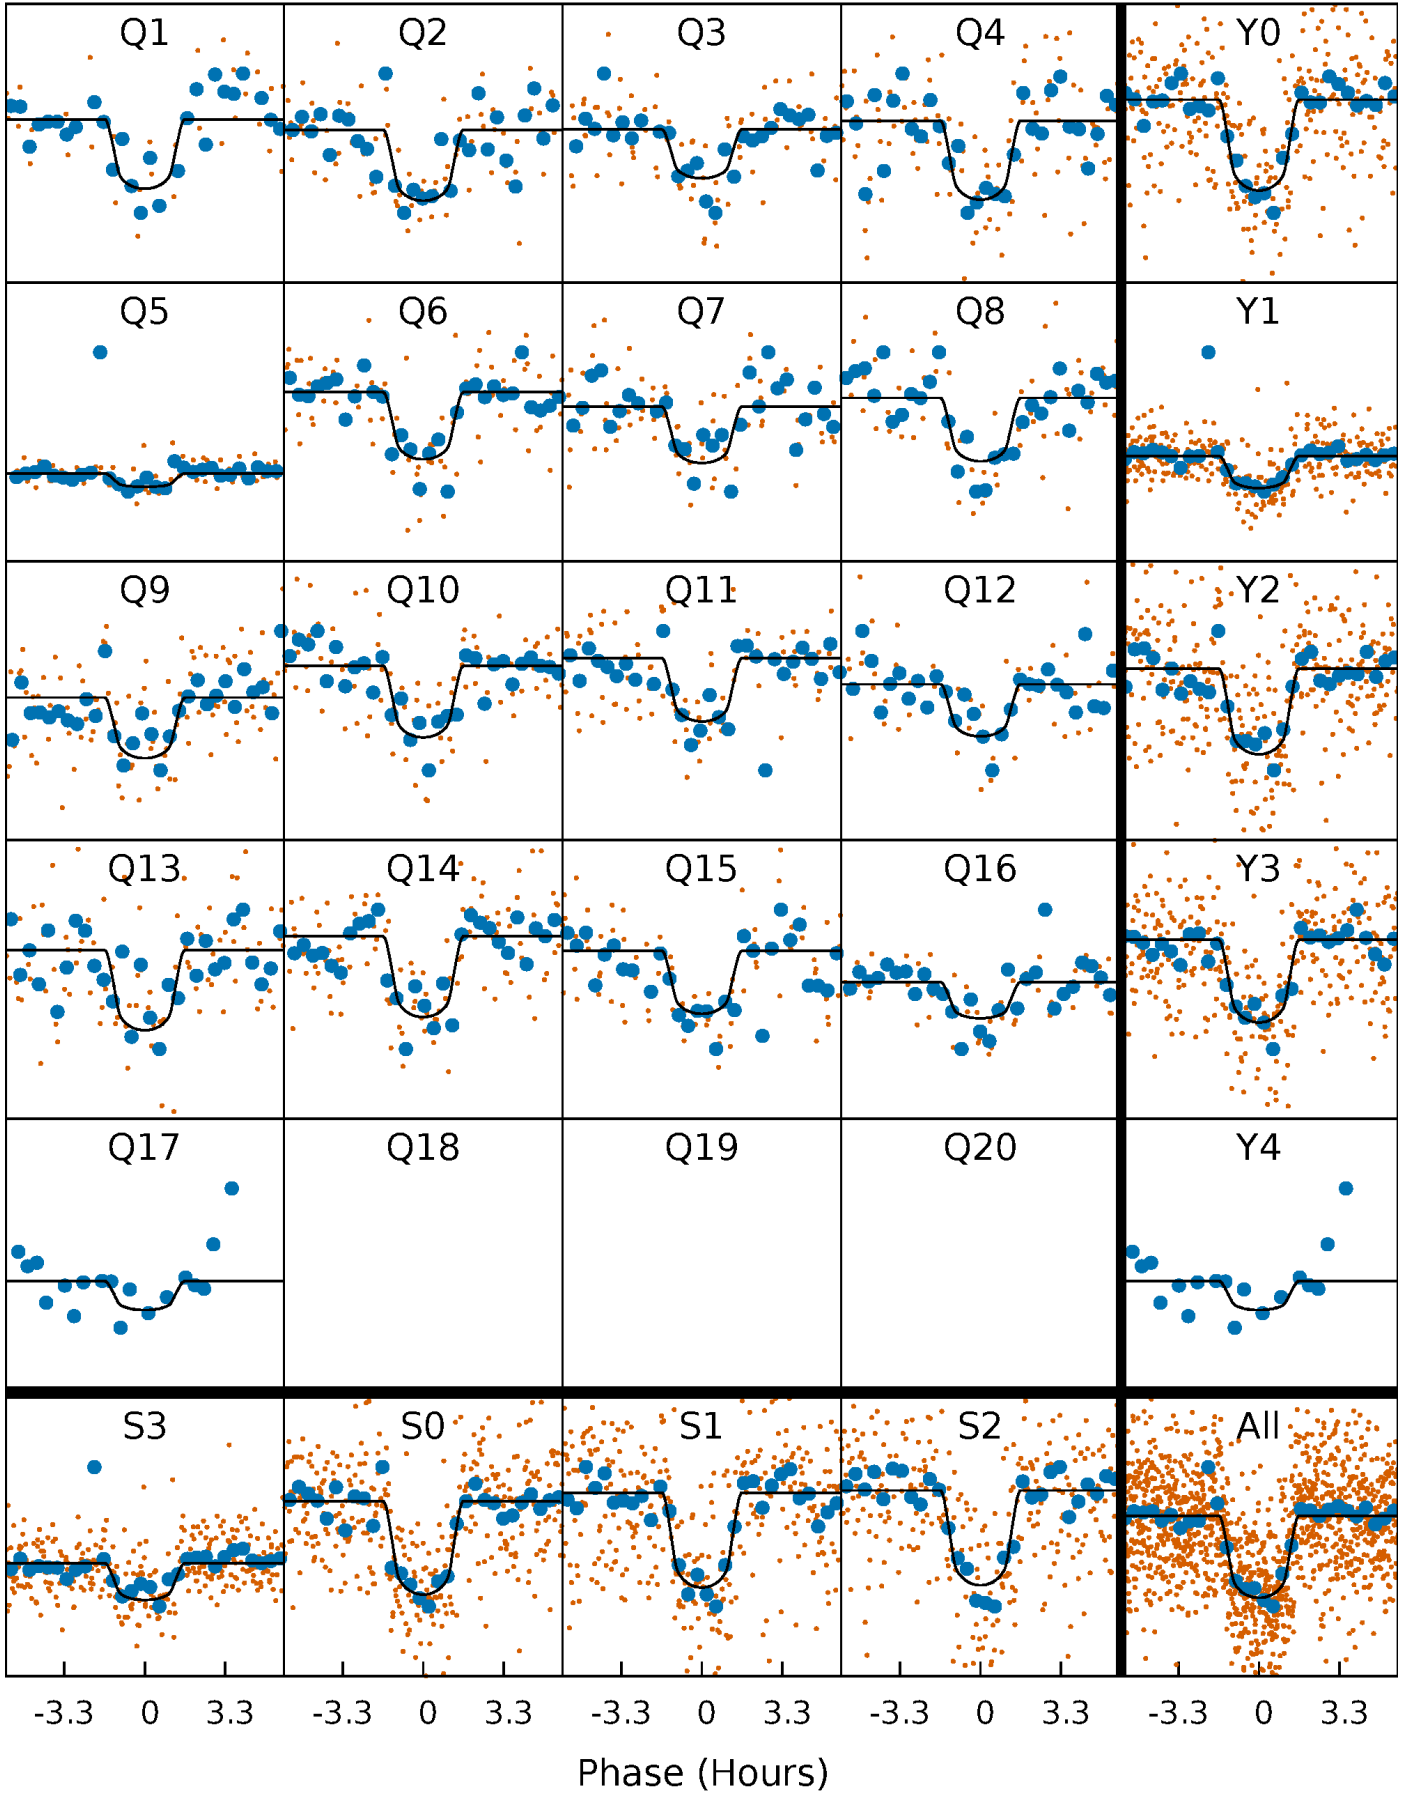 Q1 Q2 Q3 Q4 Y0
Q5 Q6 Q7 Q8 Y1
Q9 Q10 Q11 Q12 Y2
Q13 Q14 Q15 Q16 Y3
Q17 Q18 Q19 Q20 Y4
S3 S0 S1 S2 All
-3.3 0 3.3 -3.3 0 3.3 -3.3 0 3.3 -3.3 0 3.3 -3.3 0 3.3
Phase (Hours)